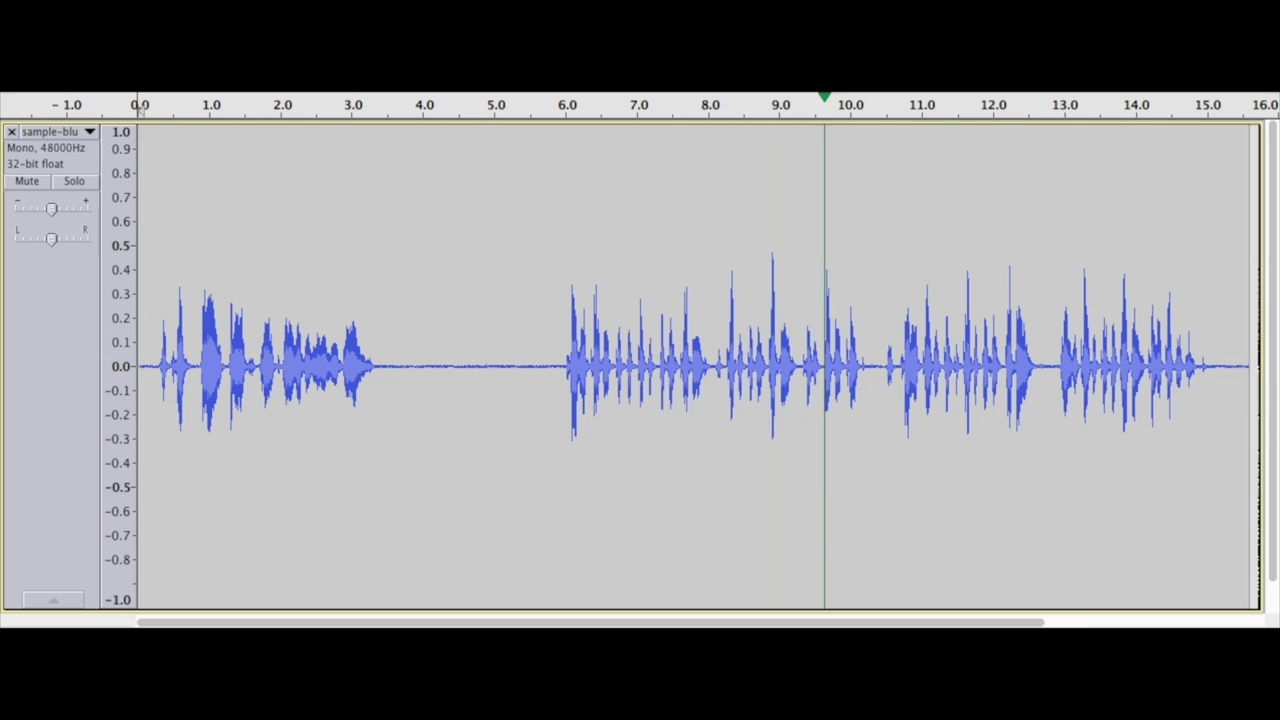 - 1.0 0.0 1.0 2.0 3.0 4.0 5.0 6.0 7.0 8.0 9.0 10.0 11.0 12.0 13.0 14.0 15.0 16.0
sample-blu 1.0
Mono, 48000Hz 0.9
32-bit float 0.8
Mute Solo 0.7
- + 0.6
L R 0.5
0.4
0.3
0.2
0.1
0.0
-0.1
-0.2
-0.3
-0.4
-0.5
-0.6
-0.7
-0.8
-1.0